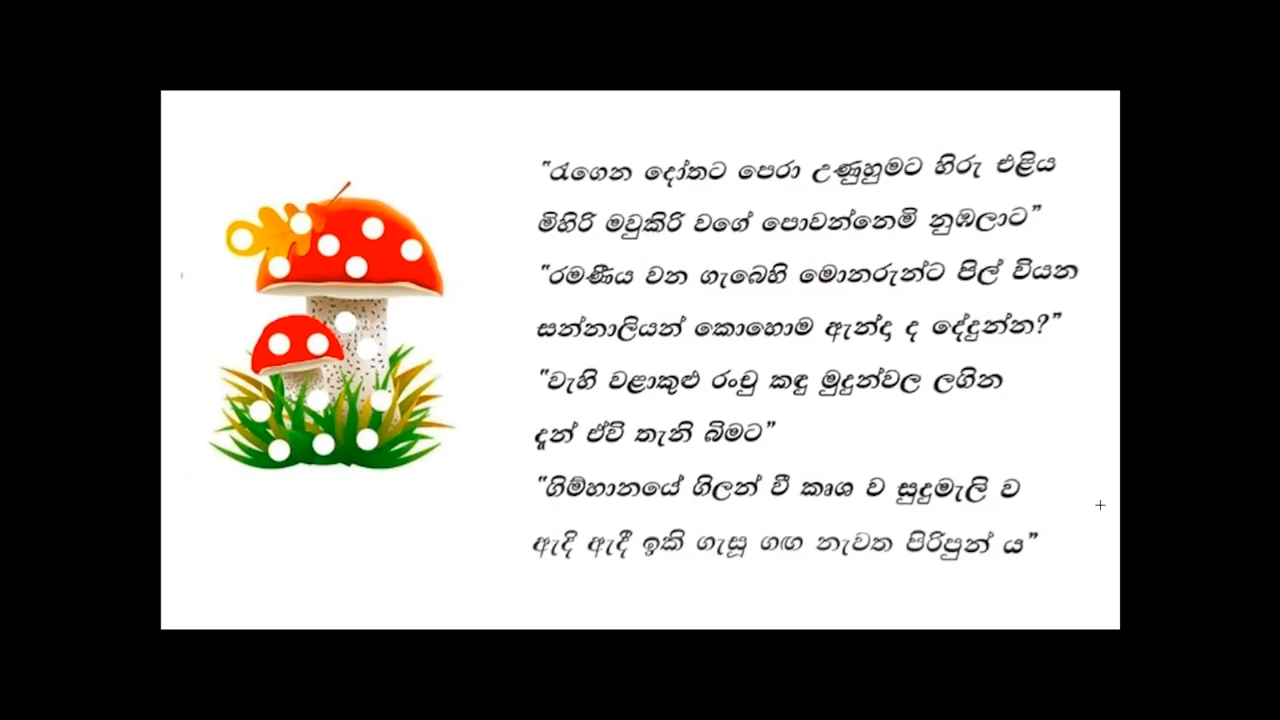 “රැගෙන දෝතට පෙරා උණුහුමට හිරු එළිය
මිහිරි මවුකිරි වගේ පොවන්නෙමි නුඹලාට”
“රමණීය වන ගැබෙහි මොනරුන්ට පිල් වියන
සන්නාලියන් කොහොම ඇන්දා ද දේදුන්න?”
“වැහි වළාකුළු රංචු කඳු මුදුන්වල ලගින
දූන් ඒවි තැනි බිමට”
“ගිම්හානයේ ගිලන් වී කෘශ ව සුදුමැලි ව
ඇදි ඇදී ඉකි ගැසූ ගඟ නැවත පිරිපුන් ය”